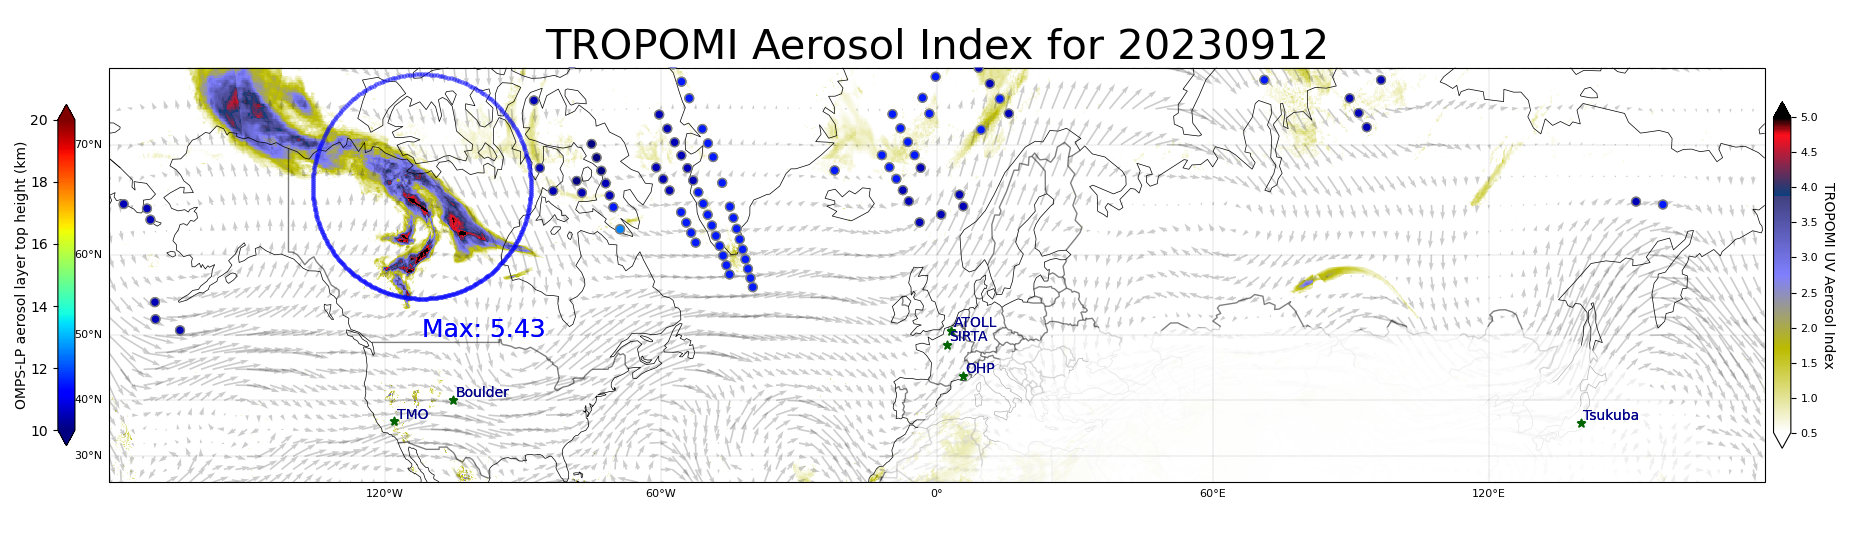 TROPOMI Aerosol Index for 20230912
OMPS-LP aerosol layer top height (km)
20
18
16
14
12
10
70°N
60°N
50°N
40°N
30°N
120°W
60°W
0°
60°E
120°E
Max: 5.43
Boulder
TMO
ATOLL
SIRTA
OHP
Tsukuba
5.0
4.5
4.0
3.5
3.0
2.5
2.0
1.5
1.0
0.5
TROPOMI UV Aerosol Index